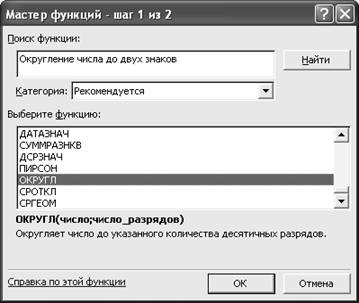 Мастер функций - шаг 1 из 2
Поиск функции:
Округление числа до двух знаков
Найти
Категория: Рекомендуется
Выберите функцию:
ДАТАЗНАЧ
СУММРАЗНКВ
ДСРЗНАЧ
ПИРСОН
ОКРУГЛ
СРОТКЛ
СРГЕОМ
ОКРУГЛ(число;число_разрядов)
Округляет число до указанного количества десятичных разрядов.
Справка по этой функции
ОК
Отмена